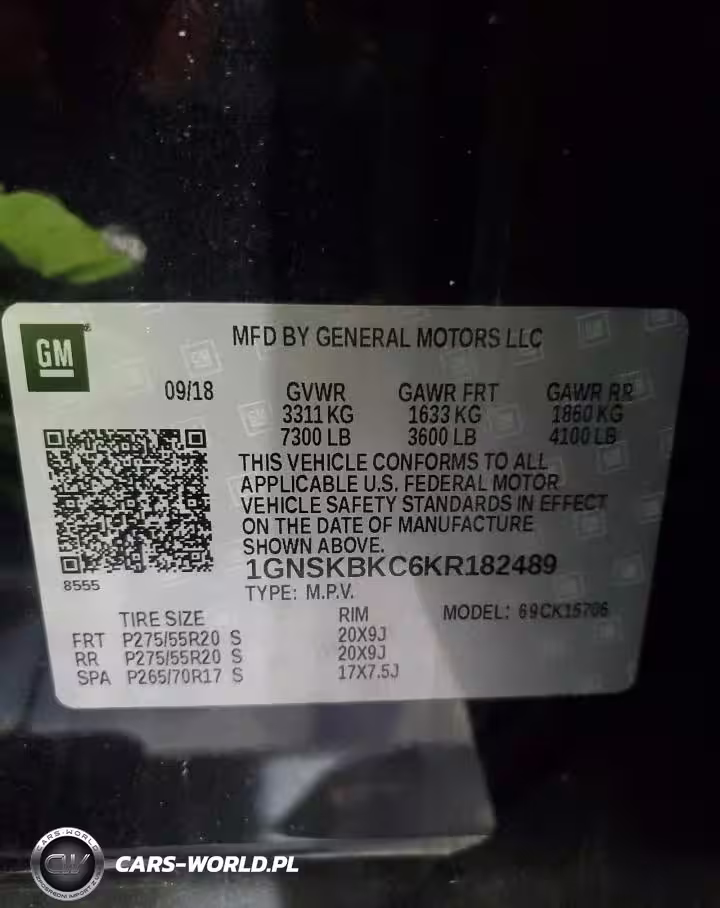 GM
MFD BY GENERAL MOTORS LLC
09/18 GVWR GAWR FRT GAWR RR
3311 KG 1633 KG 1860 KG
7300 LB 3600 LB 4100 LB
THIS VEHICLE CONFORMS TO ALL
APPLICABLE U.S. FEDERAL MOTOR
VEHICLE SAFETY STANDARDS IN EFFECT
ON THE DATE OF MANUFACTURE
SHOWN ABOVE.
8555
1GNSKBKC6KR182489
TYPE: M.P.V.
TIRE SIZE RIM MODEL: 69CK15706
FRT P275/55R20 S 20X9J
RR P275/55R20 S 20X9J
SPA P265/70R17 S 17X7.5J
CARS-WORLD
CW
CARS-WORLD.PL